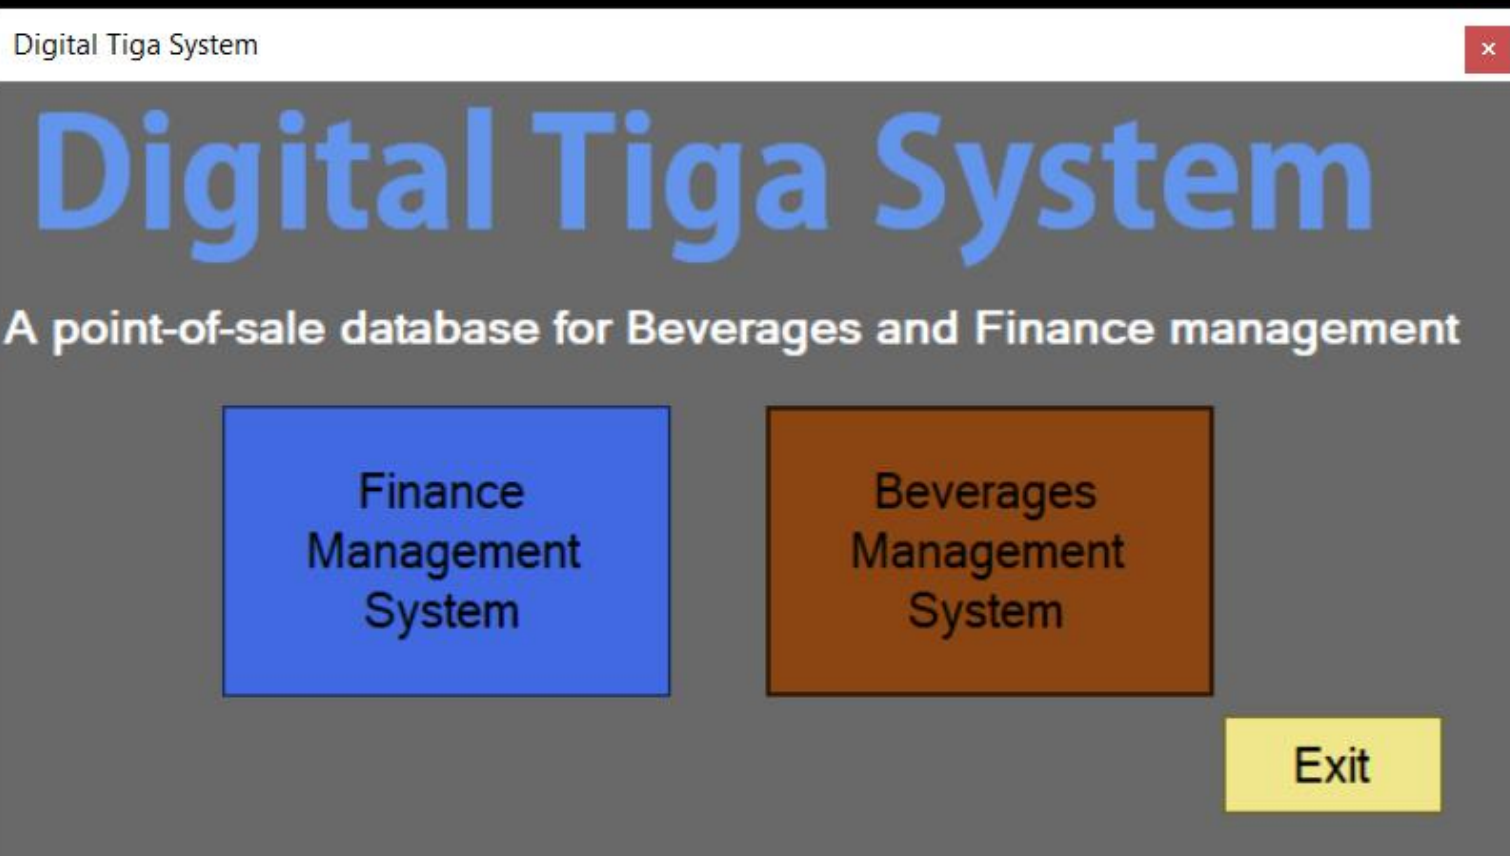 Digital Tiga System
×
Digital Tiga System
A point-of-sale database for Beverages and Finance management
Finance
Management
System
Beverages
Management
System
Exit